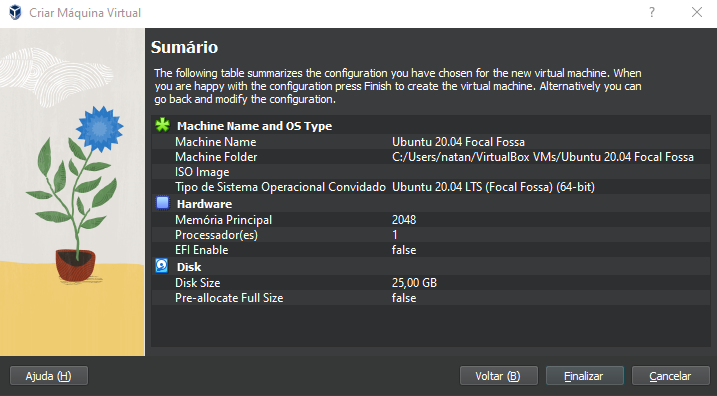 Criar Máquina Virtual
Sumário
The following table summarizes the configuration you have chosen for the new virtual machine. When
you are happy with the configuration press Finish to create the virtual machine. Alternatively you can
go back and modify the configuration.
Machine Name and OS Type
Machine Name Ubuntu 20.04 Focal Fossa
Machine Folder C:/Users/natan/VirtualBox VMs/Ubuntu 20.04 Focal Fossa
ISO Image
Tipo de Sistema Operacional Convidado Ubuntu 20.04 LTS (Focal Fossa) (64-bit)
Hardware
Memória Principal 2048
Processador(es) 1
EFI Enable false
Disk
Disk Size 25,00 GB
Pre-allocate Full Size false
Ajuda (H) Voltar (B) Finalizar Cancelar